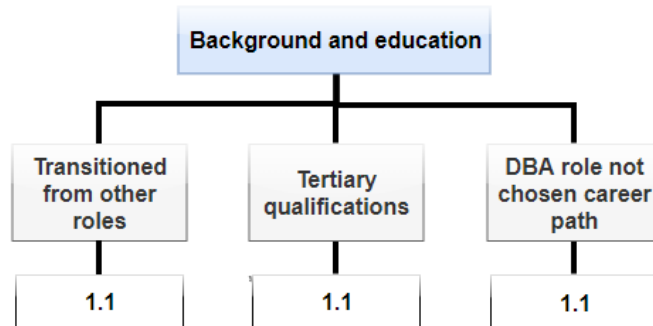 Background and education
Transitioned
from other
roles
Tertiary
qualifications
DBA role not
chosen career
path
1.1
1.1
1.1